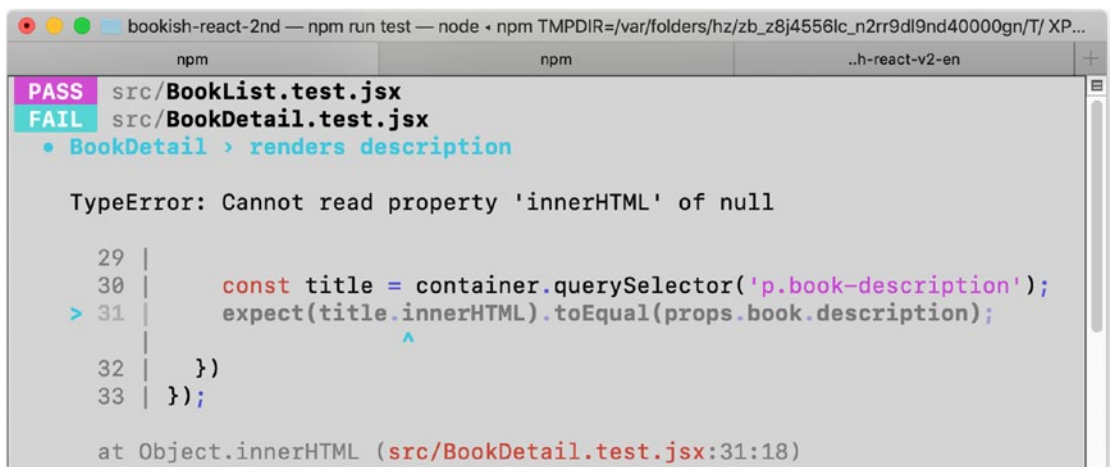 bookish-react-2nd — npm run test — node ◂ npm TMPDIR=/var/folders/hz/zb_z8j4556lc_n2rr9dl9nd40000gn/T/ XP...
npm npm ..h-react-v2-en +
PASS src/BookList.test.jsx
FAIL src/BookDetail.test.jsx
● BookDetail › renders description
TypeError: Cannot read property 'innerHTML' of null
29 |
30 | const title = container.querySelector('p.book-description');
> 31 | expect(title.innerHTML).toEqual(props.book.description);
| ^
32 | })
33 | });
at Object.innerHTML (src/BookDetail.test.jsx:31:18)